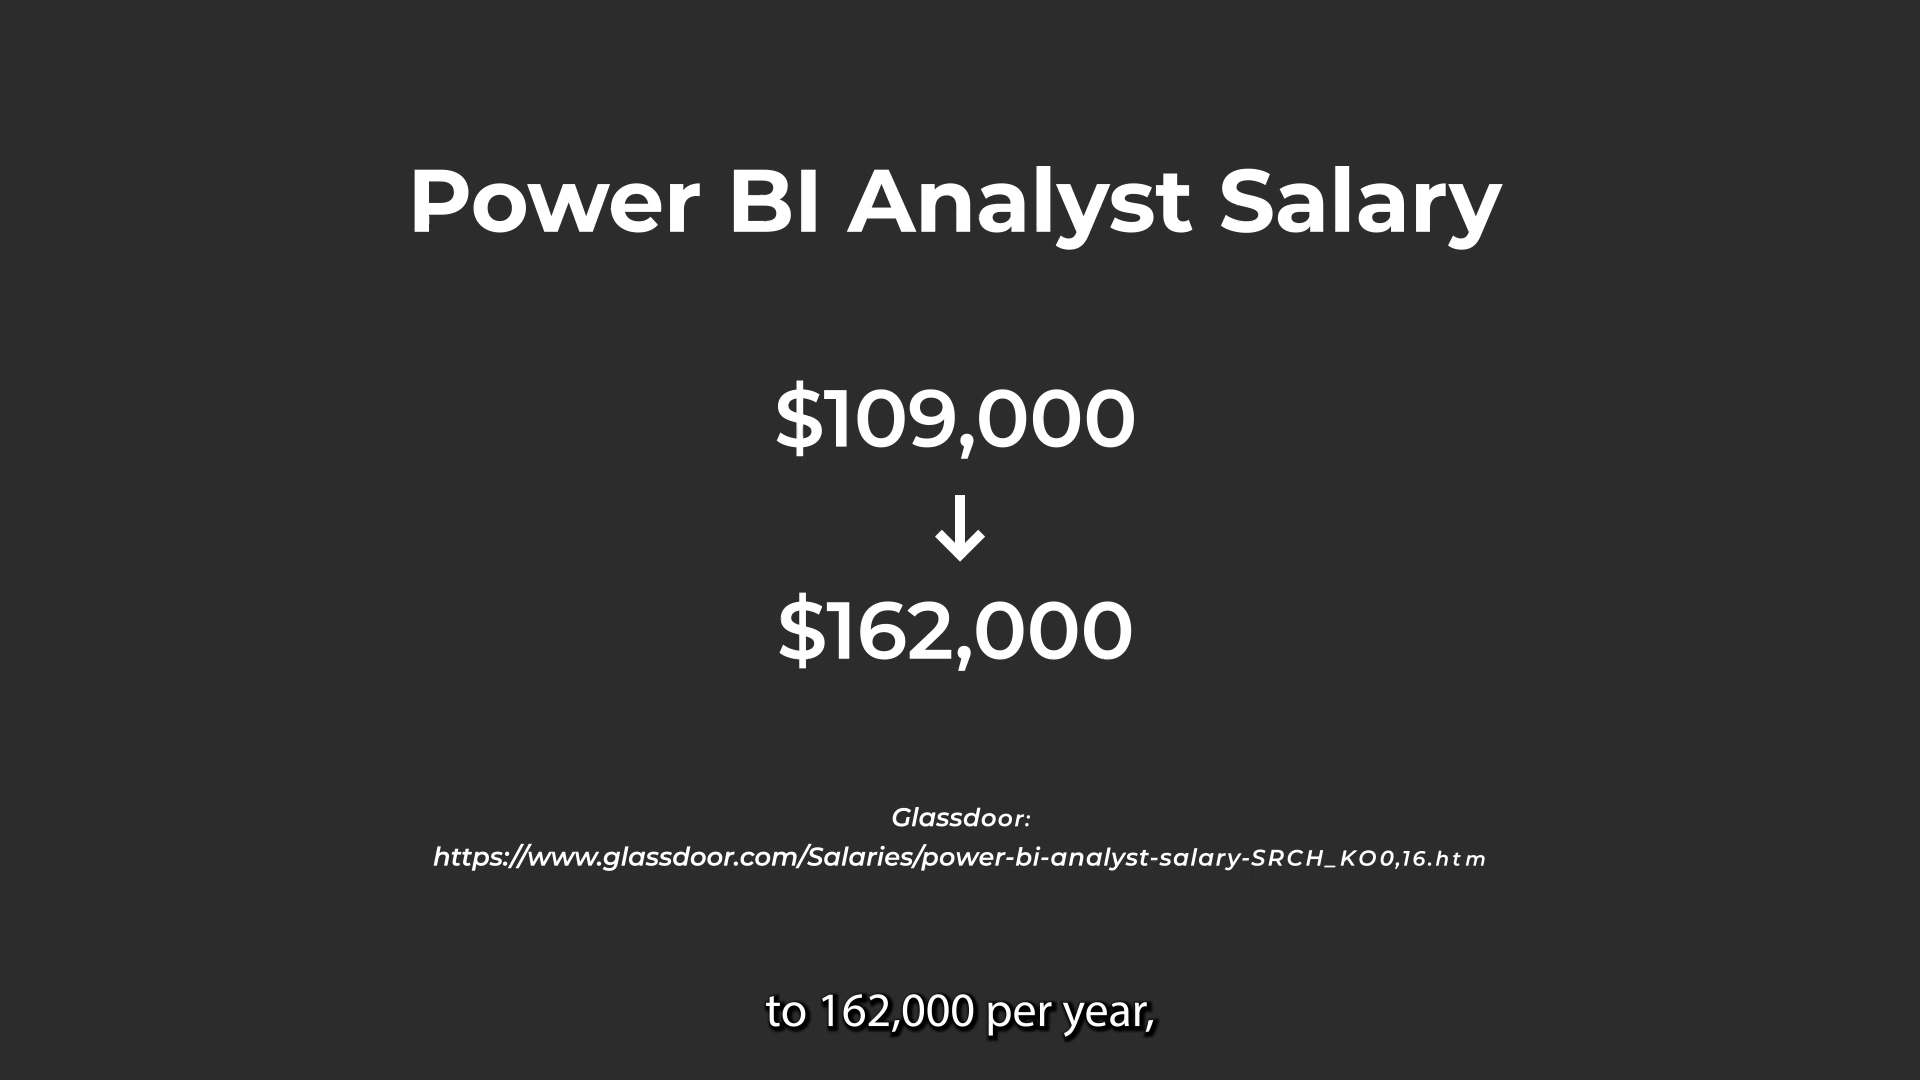 Power BI Analyst Salary
$109,000
↓
$162,000
Glassdoor:
https://www.glassdoor.com/Salaries/power-bi-analyst-salary-SRCH_KO0,16.htm
to 162,000 per year,